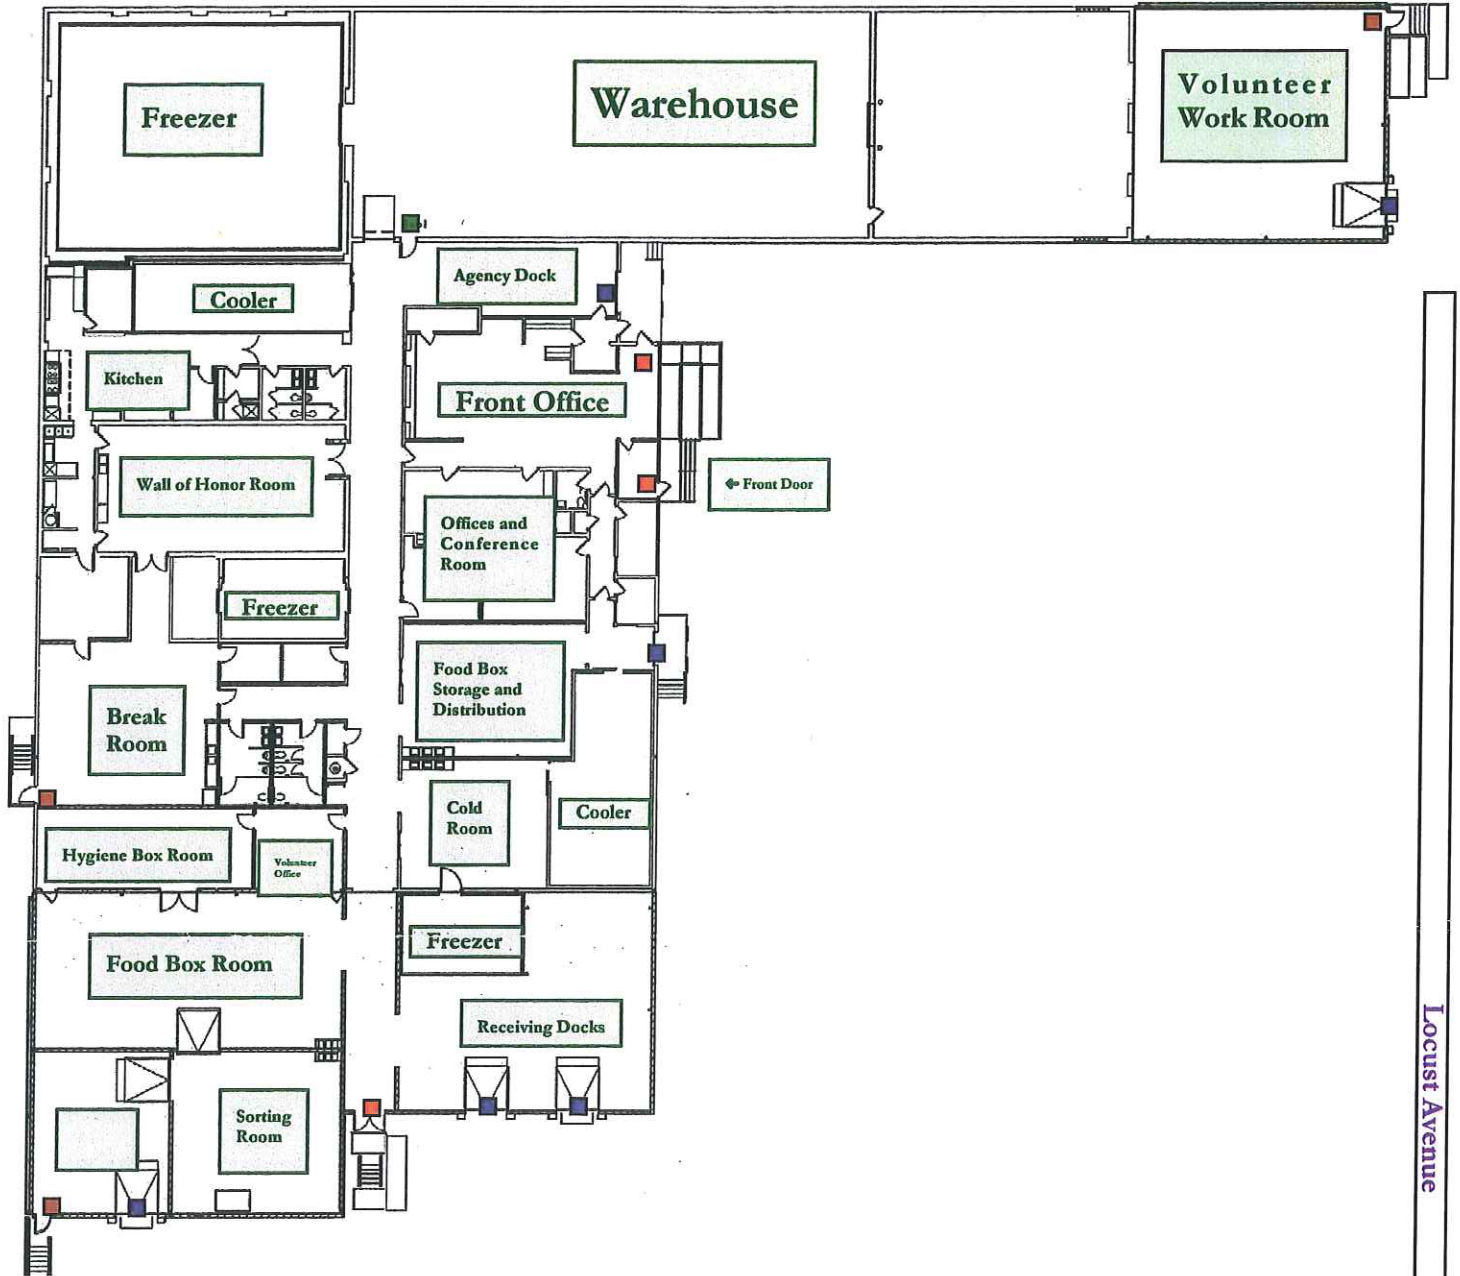 Freezer
Warehouse
Volunteer
Work Room
Agency Dock
Cooler
Kitchen
Front Office
Wall of Honor Room
Front Door
Offices and
Conference
Room
Freezer
Food Box
Storage and
Distribution
Break
Room
Cold
Room
Cooler
Hygiene Box Room
Volunteer
Office
Freezer
Food Box Room
Receiving Docks
Sorting
Room
Locust Avenue